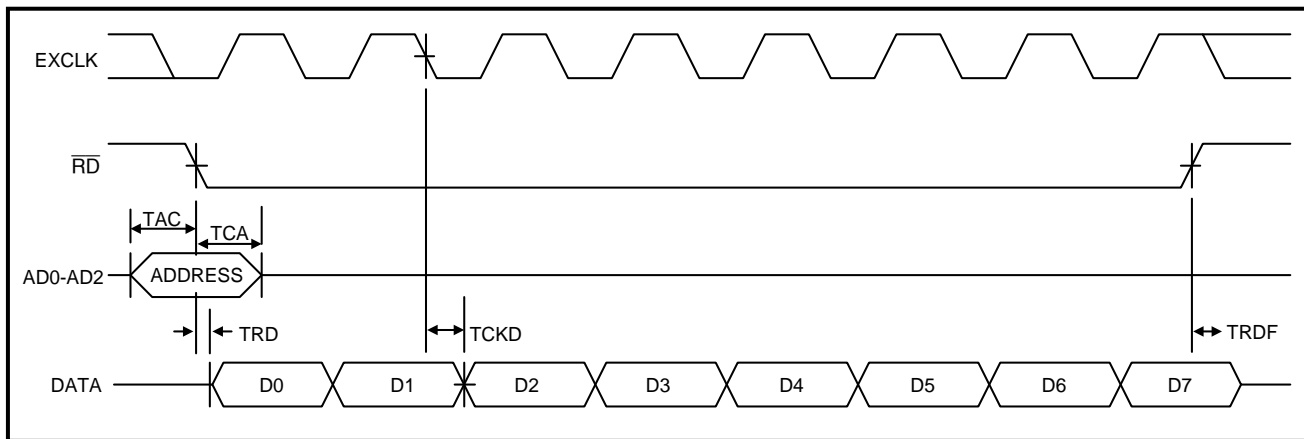 EXCLK
RD
TAC
TCA
AD0-AD2
ADDRESS
TRD
TCKD
TRDF
DATA
D0
D1
D2
D3
D4
D5
D6
D7